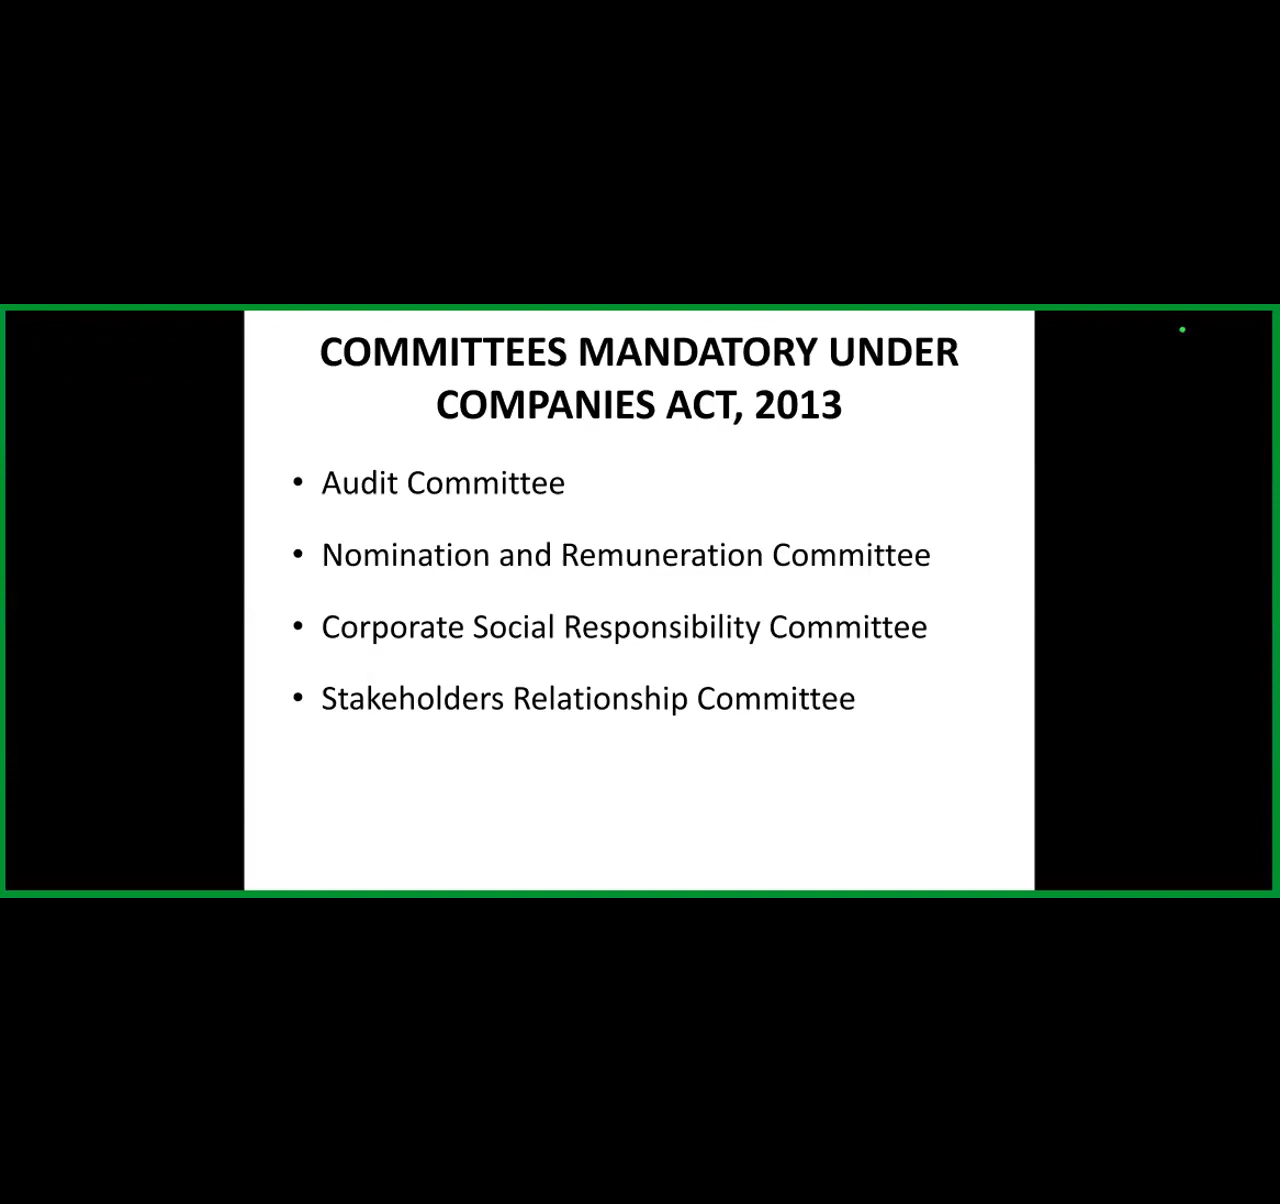 COMMITTEES MANDATORY UNDER
COMPANIES ACT, 2013
• Audit Committee
• Nomination and Remuneration Committee
• Corporate Social Responsibility Committee
• Stakeholders Relationship Committee